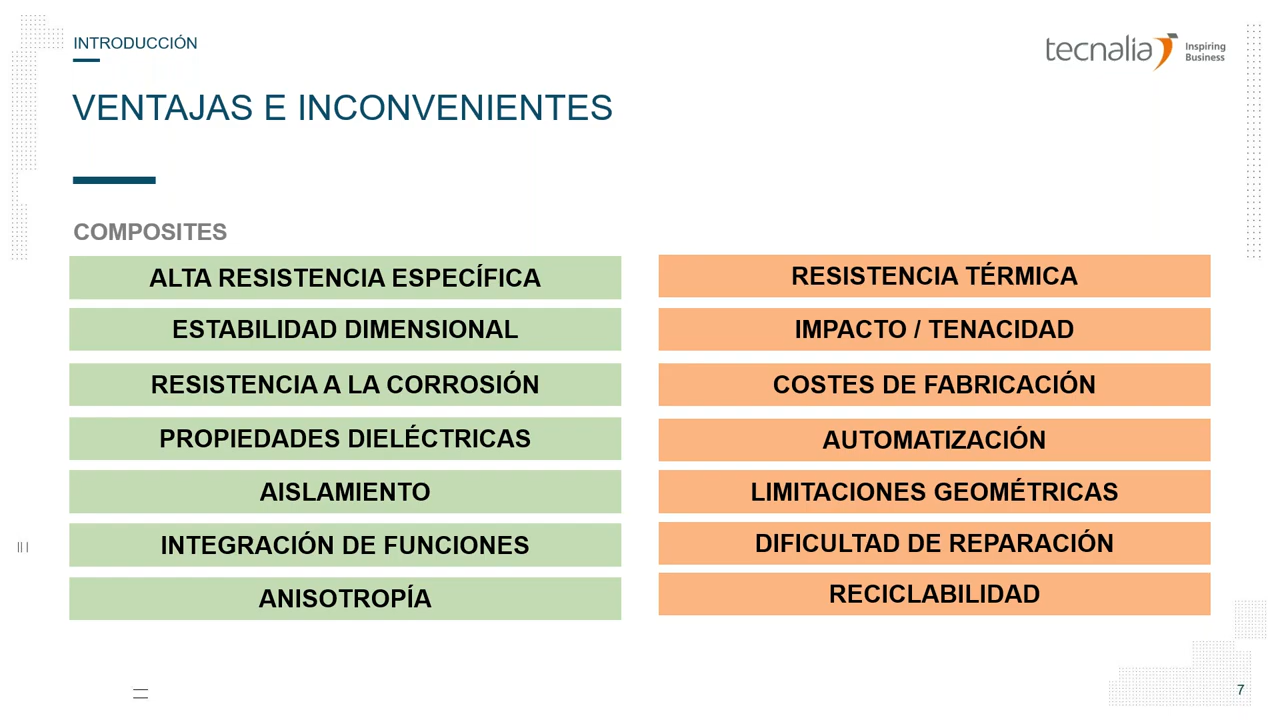 INTRODUCCIÓN
tecnalia Inspiring
Business
VENTAJAS E INCONVENIENTES
COMPOSITES
ALTA RESISTENCIA ESPECÍFICA
ESTABILIDAD DIMENSIONAL
RESISTENCIA A LA CORROSIÓN
PROPIEDADES DIELÉCTRICAS
AISLAMIENTO
INTEGRACIÓN DE FUNCIONES
ANISOTROPÍA
RESISTENCIA TÉRMICA
IMPACTO / TENACIDAD
COSTES DE FABRICACIÓN
AUTOMATIZACIÓN
LIMITACIONES GEOMÉTRICAS
DIFICULTAD DE REPARACIÓN
RECICLABILIDAD
7